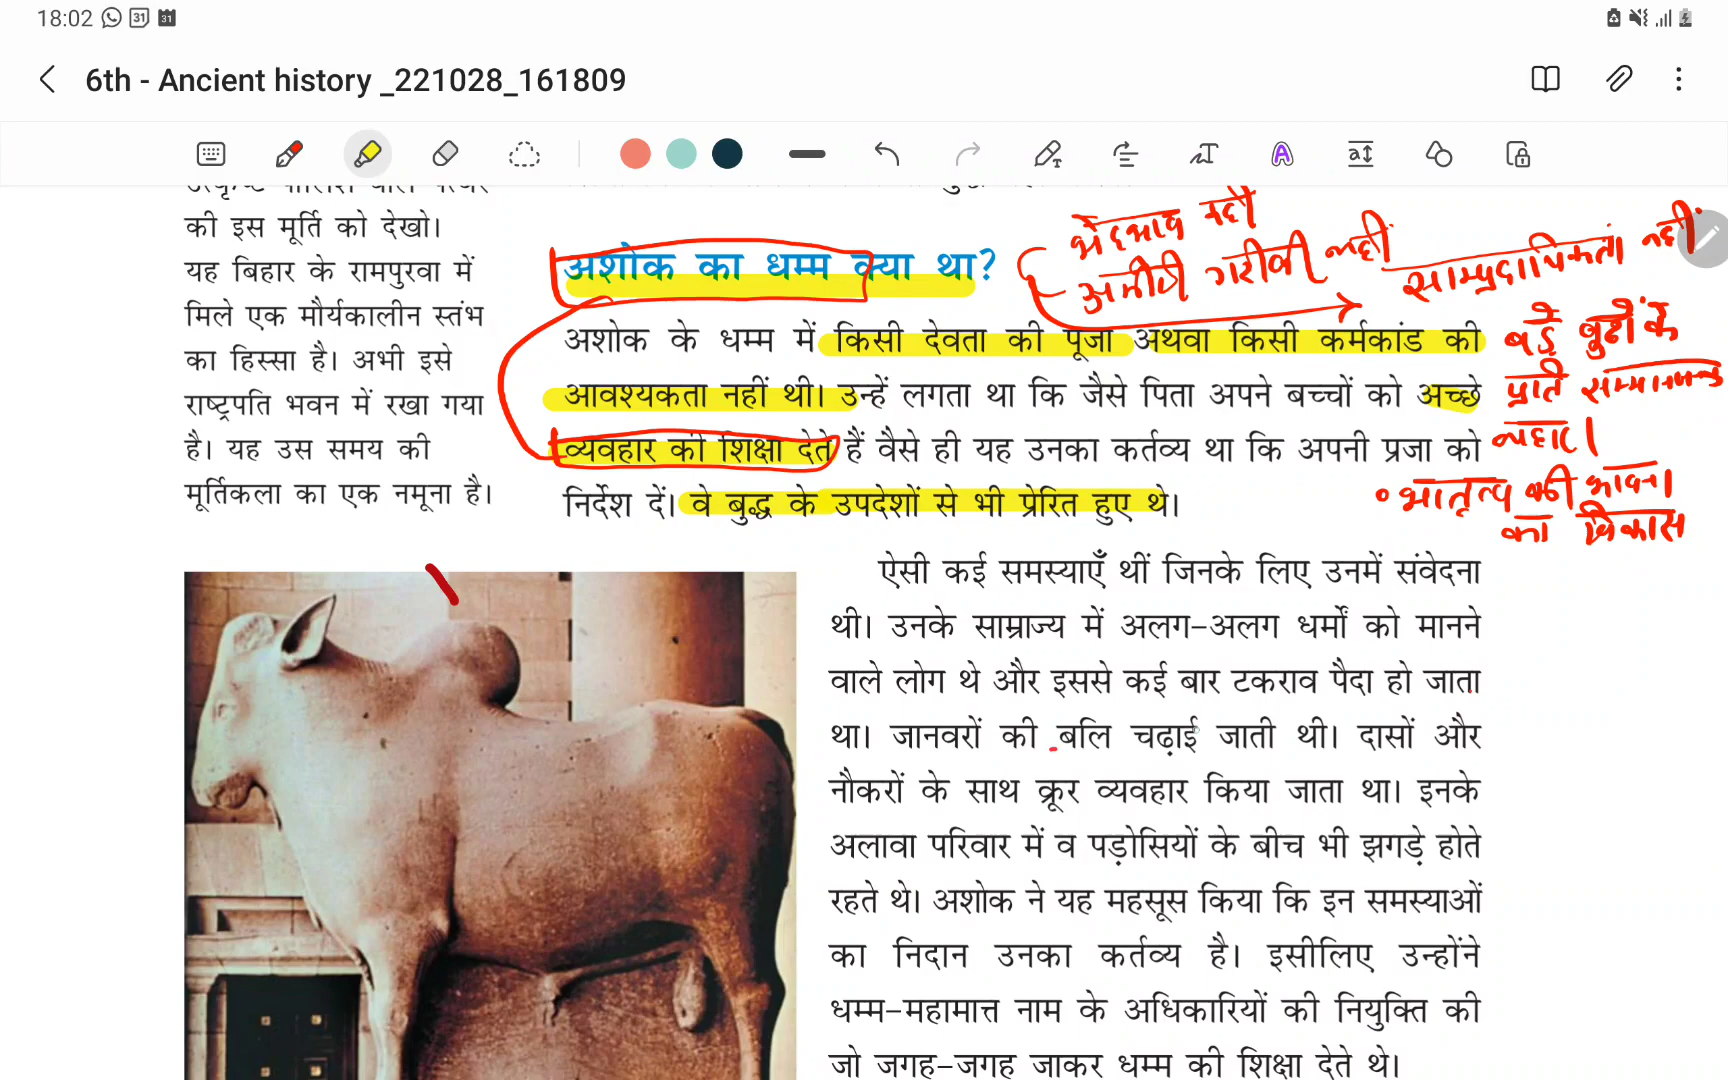 18:02
6th - Ancient history _221028_161809
की इस मूर्ति को देखो।
यह बिहार के रामपुरवा में
मिले एक मौर्यकालीन स्तंभ
का हिस्सा है। अभी इसे
राष्ट्रपति भवन में रखा गया
है। यह उस समय की
मूर्तिकला का एक नमूना है।
अशोक का धम्म क्या था?
भेदभाव नही
अमीरी गरीबी नहीं
साम्प्रदायिकता नहीं
अशोक के धम्म में किसी देवता की पूजा अथवा किसी कर्मकांड की
आवश्यकता नहीं थी। उन्हें लगता था कि जैसे पिता अपने बच्चों को अच्छे
व्यवहार की शिक्षा देते हैं वैसे ही यह उनका कर्तव्य था कि अपनी प्रजा को
निर्देश दें। वे बुद्ध के उपदेशों से भी प्रेरित हुए थे।
बड़े बुढों के
प्रति
• भातृत्व की भावना
का विकास
ऐसी कई समस्याएँ थीं जिनके लिए उनमें संवेदना
थी। उनके साम्राज्य में अलग-अलग धर्मों को मानने
वाले लोग थे और इससे कई बार टकराव पैदा हो जाता
था। जानवरों की बलि चढ़ाई जाती थी। दासों और
नौकरों के साथ क्रूर व्यवहार किया जाता था। इनके
अलावा परिवार में व पड़ोसियों के बीच भी झगड़े होते
रहते थे। अशोक ने यह महसूस किया कि इन समस्याओं
का निदान उनका कर्तव्य है। इसीलिए उन्होंने
धम्म-महामात्त नाम के अधिकारियों की नियुक्ति की
जो जगह-जगह जाकर धम्म की शिक्षा देते थे।